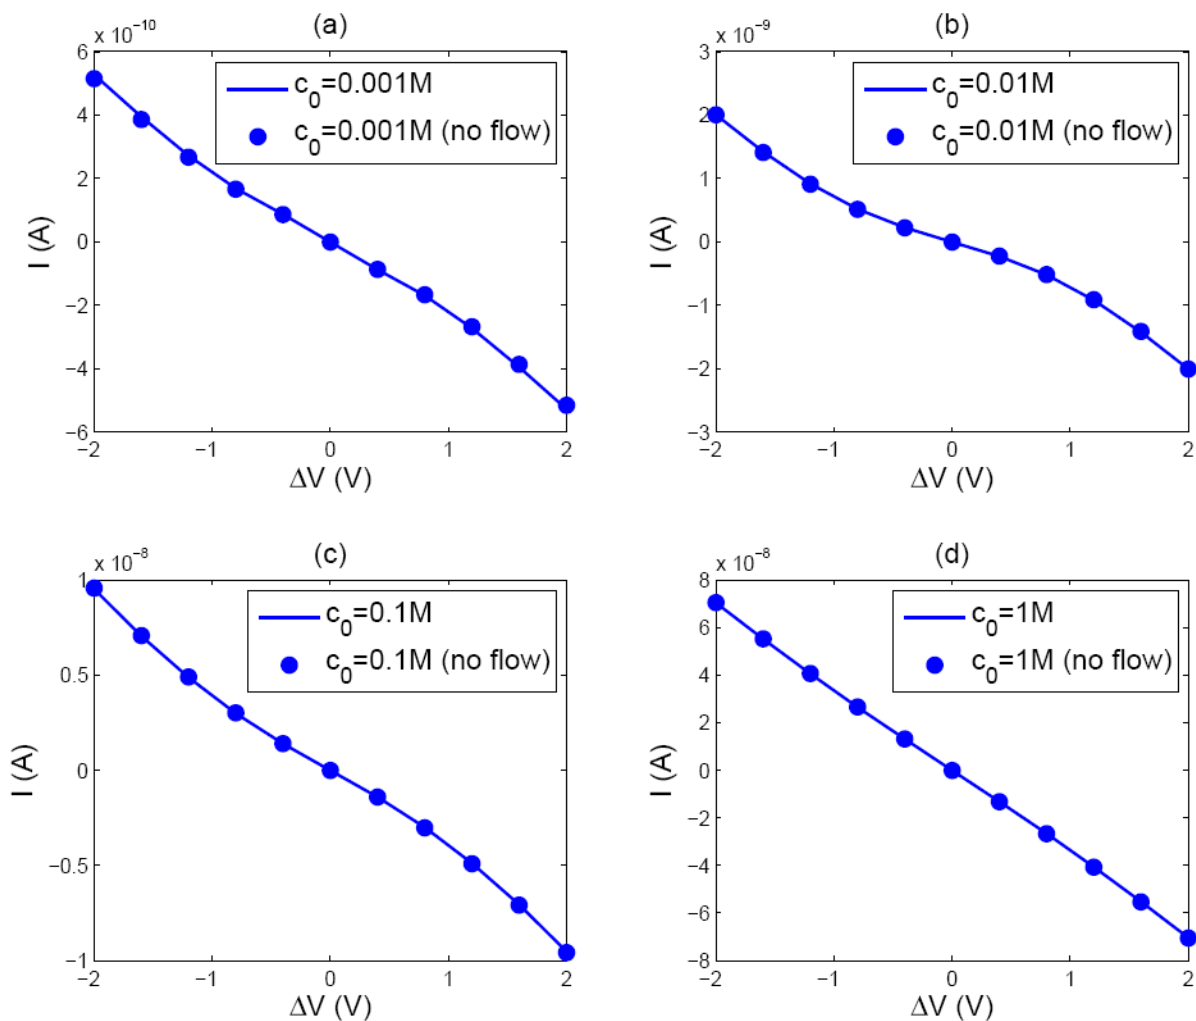 (a)
x 10⁻¹⁰
6
4
2
0
−2
−4
−6
−2 −1 0 1 2
I (A)
ΔV (V)
c₀=0.001M
c₀=0.001M (no flow)
(b)
x 10⁻⁹
3
2
1
0
−1
−2
−3
−2 −1 0 1 2
I (A)
ΔV (V)
c₀=0.01M
c₀=0.01M (no flow)
(c)
x 10⁻⁸
1
0.5
0
−0.5
−1
−2 −1 0 1 2
I (A)
ΔV (V)
c₀=0.1M
c₀=0.1M (no flow)
(d)
x 10⁻⁸
8
6
4
2
0
−2
−4
−6
−8
−2 −1 0 1 2
I (A)
ΔV (V)
c₀=1M
c₀=1M (no flow)